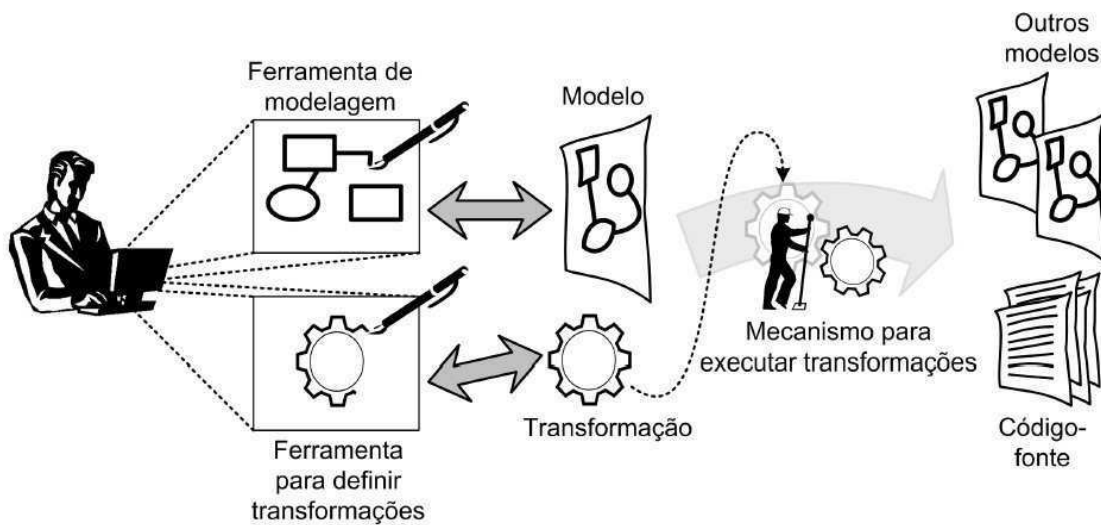 Ferramenta de
modelagem
Modelo
Outros
modelos
Mecanismo para
executar transformações
Ferramenta
para definir
transformações
Transformação
Código-
fonte